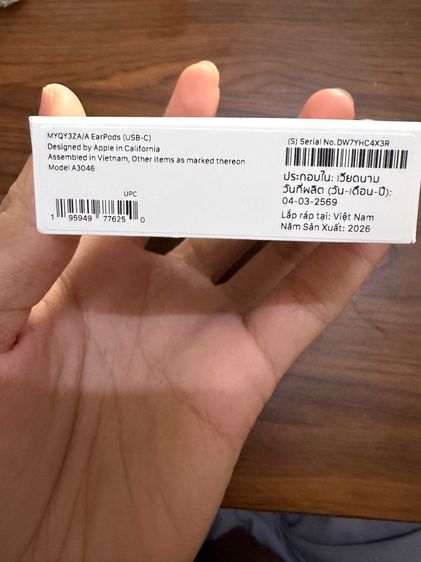 MYQY3ZA/A EarPods (USB-C)
Designed by Apple in California
Assembled in Vietnam, Other items as marked thereon
Model A3046
UPC
1 95949 77625 0
(S) Serial No.DW7YHC4X3R
ประกอบใน: เวียดนาม
วันที่ผลิต (วัน-เดือน-ปี):
04-03-2569
Lắp ráp tại: Việt Nam
Năm Sản Xuất: 2026